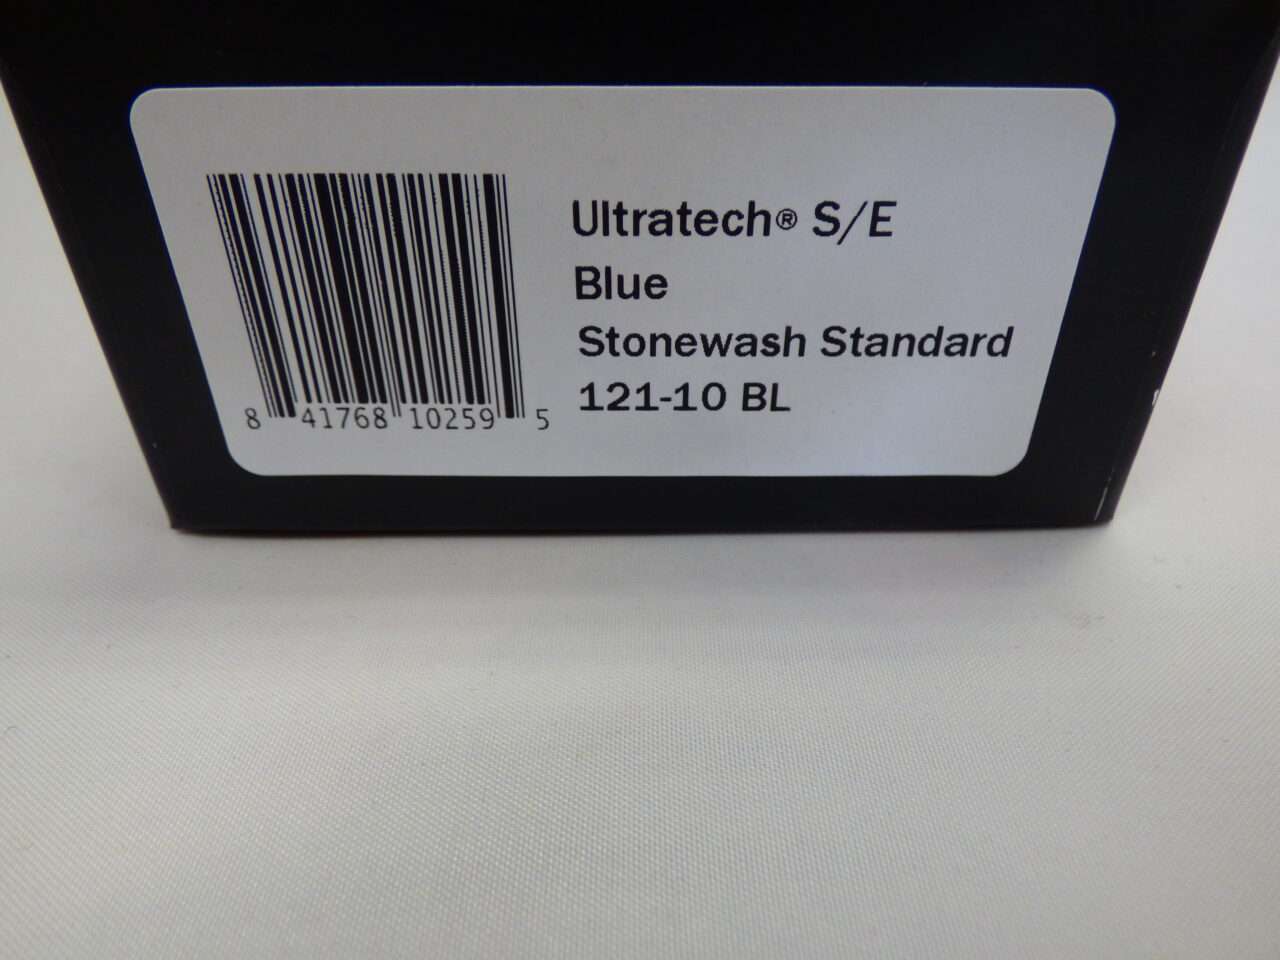 Ultratech® S/E
Blue
Stonewash Standard
121-10 BL
8 41768 10259 5